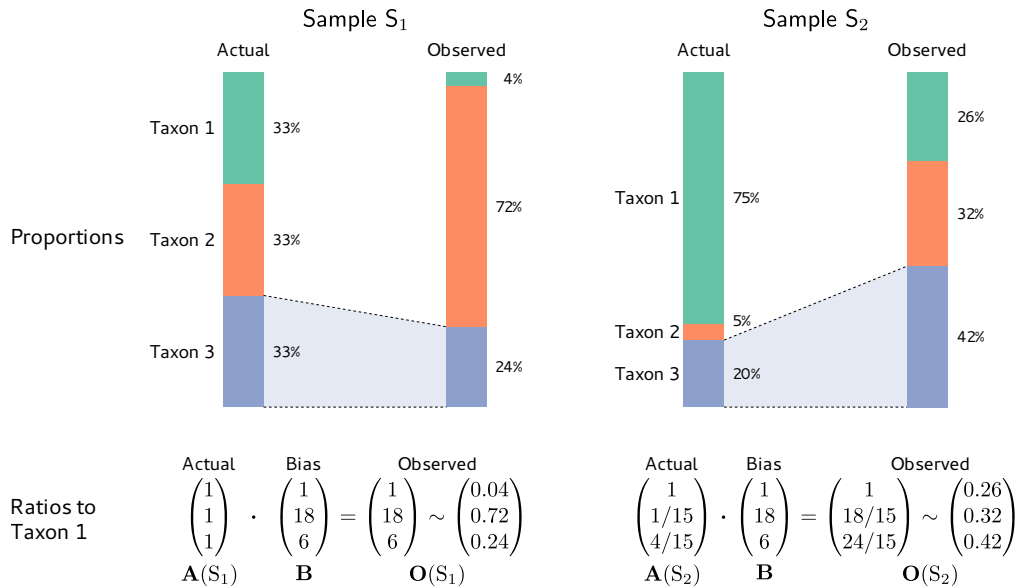 Sample S₁
Actual Observed
4%
Taxon 1 33%
72%
Taxon 2 33%
Taxon 3 33%
24%
Sample S₂
Actual Observed
26%
Taxon 1 75%
32%
Taxon 2 5%
42%
Taxon 3 20%
Proportions
Ratios to
Taxon 1
Actual Bias Observed
(1 1 1) · (1 18 6) = (1 18 6) ∼ (0.04 0.72 0.24)
A(S₁) B O(S₁)
Actual Bias Observed
(1 1/15 4/15) · (1 18 6) = (1 18/15 24/15) ∼ (0.26 0.32 0.42)
A(S₂) B O(S₂)